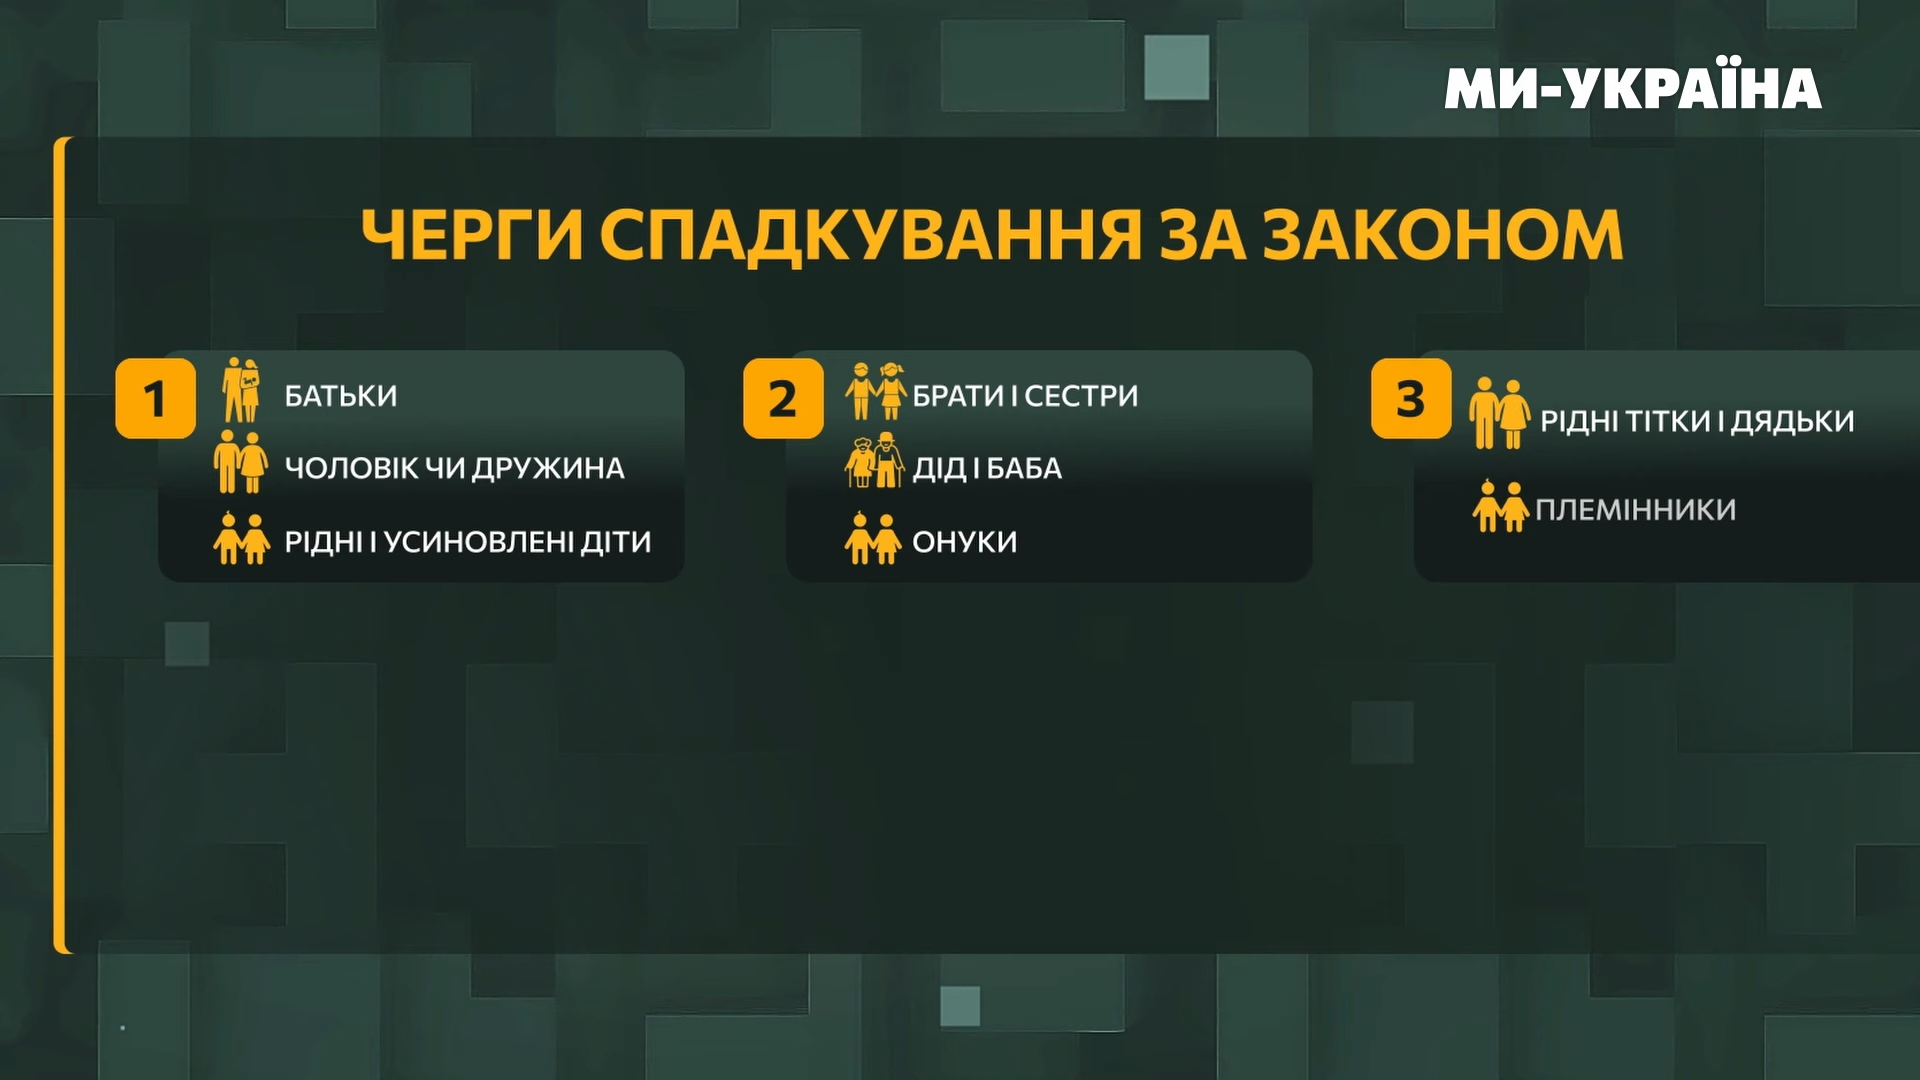 МИ-УКРАЇНА
ЧЕРГИ СПАДКУВАННЯ ЗА ЗАКОНОМ
1
БАТЬКИ
ЧОЛОВІК ЧИ ДРУЖИНА
РІДНІ І УСИНОВЛЕНІ ДІТИ
2
БРАТИ І СЕСТРИ
ДІД І БАБА
ОНУКИ
3
РІДНІ ТІТКИ І ДЯДЬКИ
ПЛЕМІННИКИ